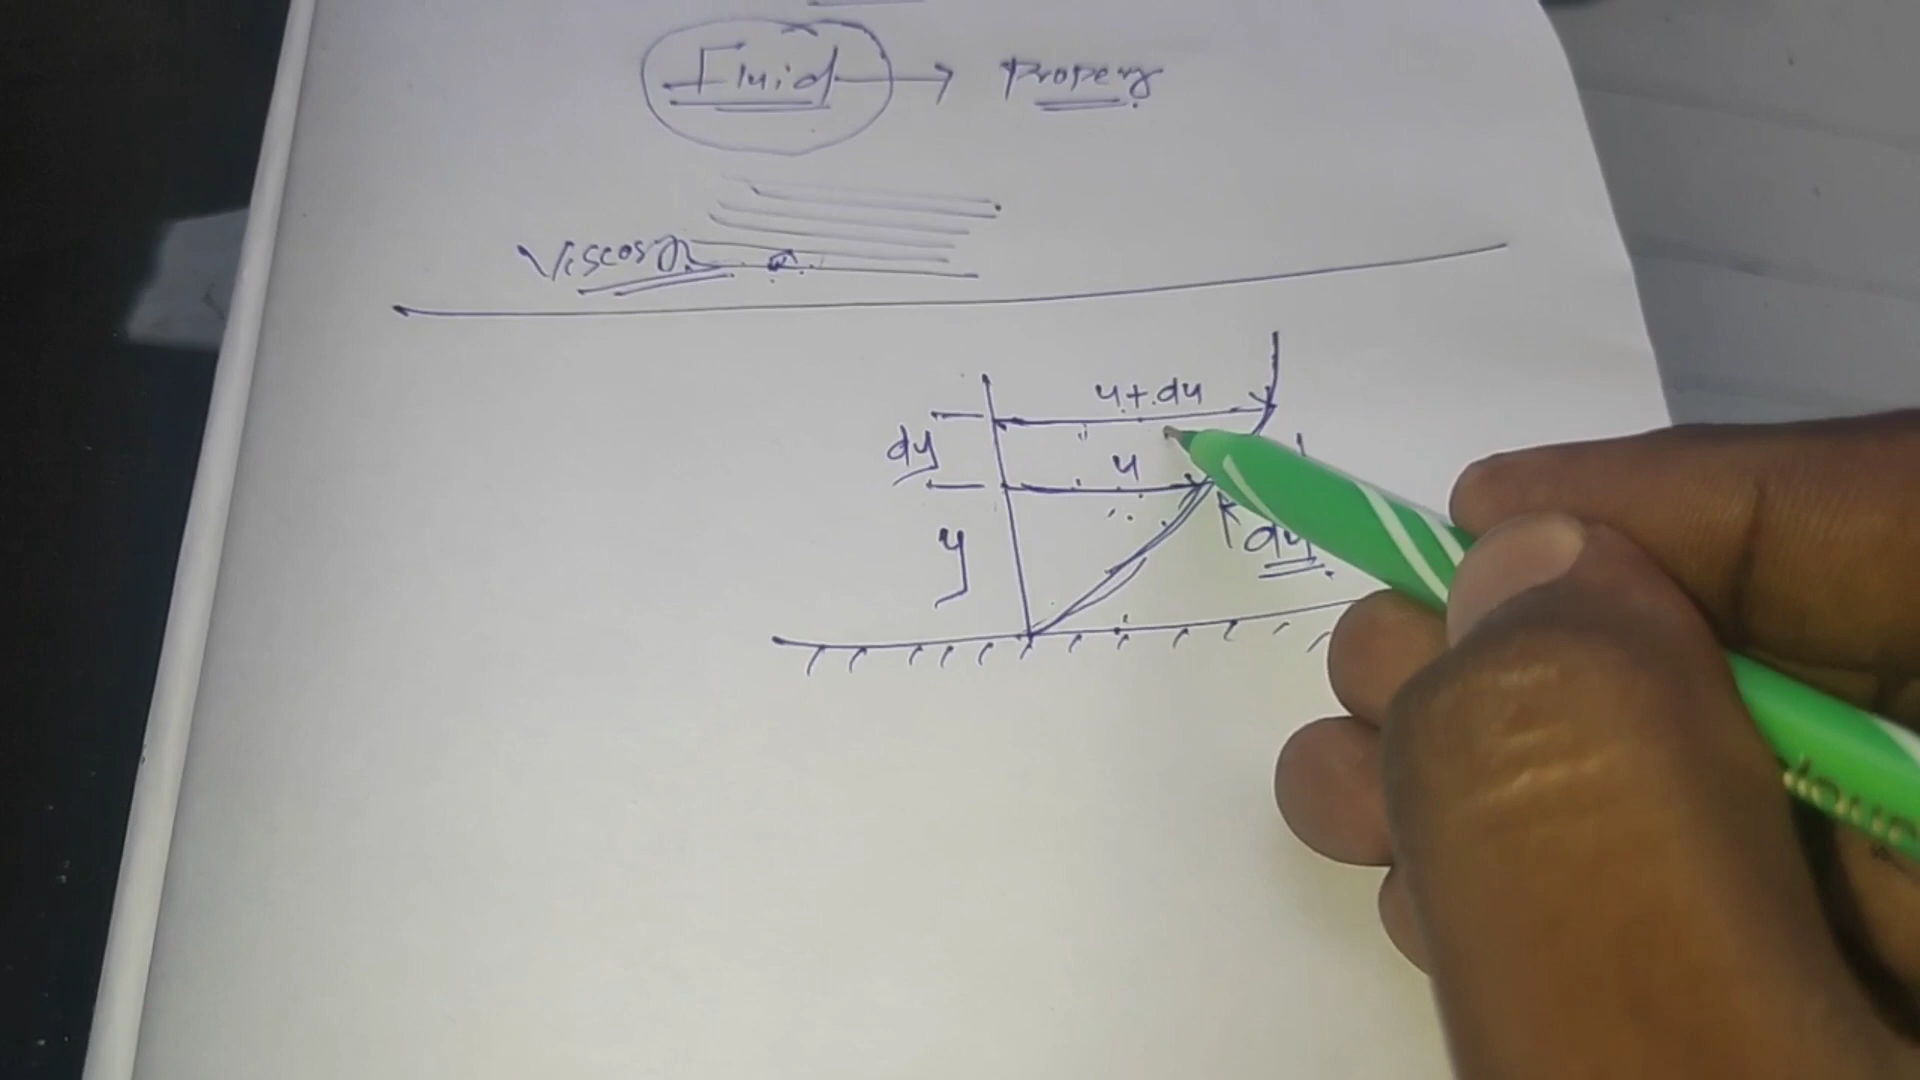 Fluid → Propery
Viscosity
u + du
dy
u
y
du